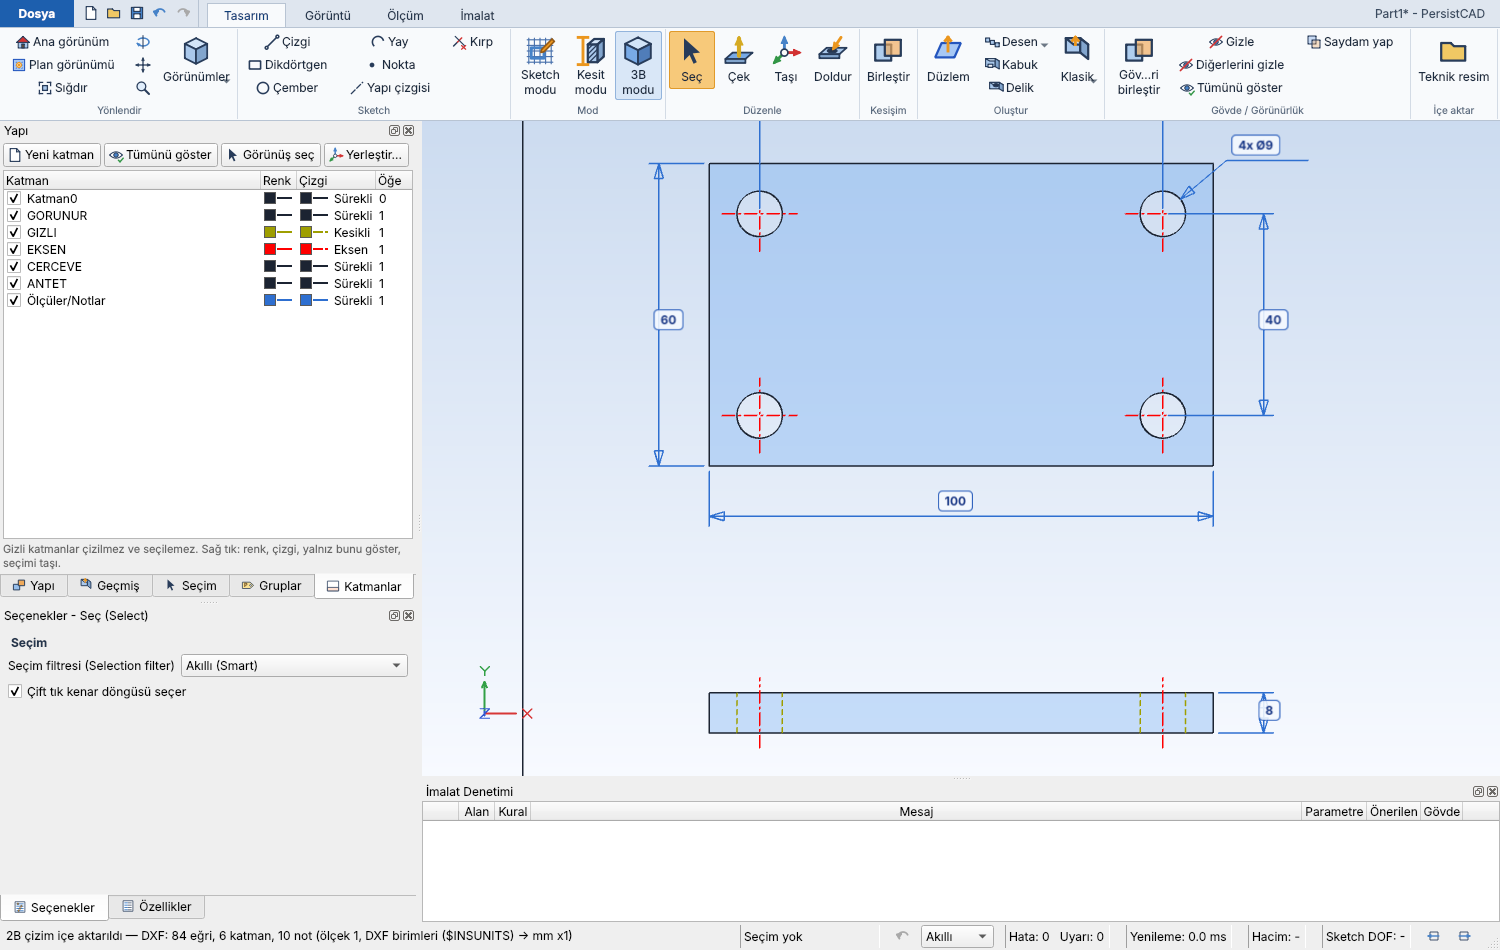 Dosya
Tasarım
Görüntü
Ölçüm
İmalat
Part1* - PersistCAD
Ana görünüm
Plan görünümü
Sığdır
Görünümler
Yönlendir
Çizgi
Dikdörtgen
Çember
Yay
Nokta
Yapı çizgisi
Kırp
Sketch
Sketch modu
Kesit modu
3B modu
Mod
Seç
Çek
Taşı
Doldur
Düzenle
Birleştir
Kesişim
Düzlem
Desen
Kabuk
Delik
Klasik
Oluştur
Göv...ri birleştir
Gizle
Diğerlerini gizle
Tümünü göster
Saydam yap
Gövde / Görünürlük
Teknik resim
İçe aktar
Yapı
Yeni katman
Tümünü göster
Görünüş seç
Yerleştir...
Katman Renk Çizgi Öğe
Katman0 Sürekli 0
GORUNUR Sürekli 1
GIZLI Kesikli 1
EKSEN Eksen 1
CERCEVE Sürekli 1
ANTET Sürekli 1
Ölçüler/Notlar Sürekli 1
Gizli katmanlar çizilmez ve seçilemez. Sağ tık: renk, çizgi, yalnız bunu göster,
seçimi taşı.
Yapı
Geçmiş
Seçim
Gruplar
Katmanlar
Seçenekler - Seç (Select)
Seçim
Seçim filtresi (Selection filter) Akıllı (Smart)
Çift tık kenar döngüsü seçer
Seçenekler
Özellikler
4x Ø9
60
40
100
8
Y
Z
X
İmalat Denetimi
Alan Kural Mesaj Parametre Önerilen Gövde
2B çizim içe aktarıldı — DXF: 84 eğri, 6 katman, 10 not (ölçek 1, DXF birimleri ($INSUNITS) → mm x1)
Seçim yok
Akıllı
Hata: 0 Uyarı: 0
Yenileme: 0.0 ms
Hacim: -
Sketch DOF: -